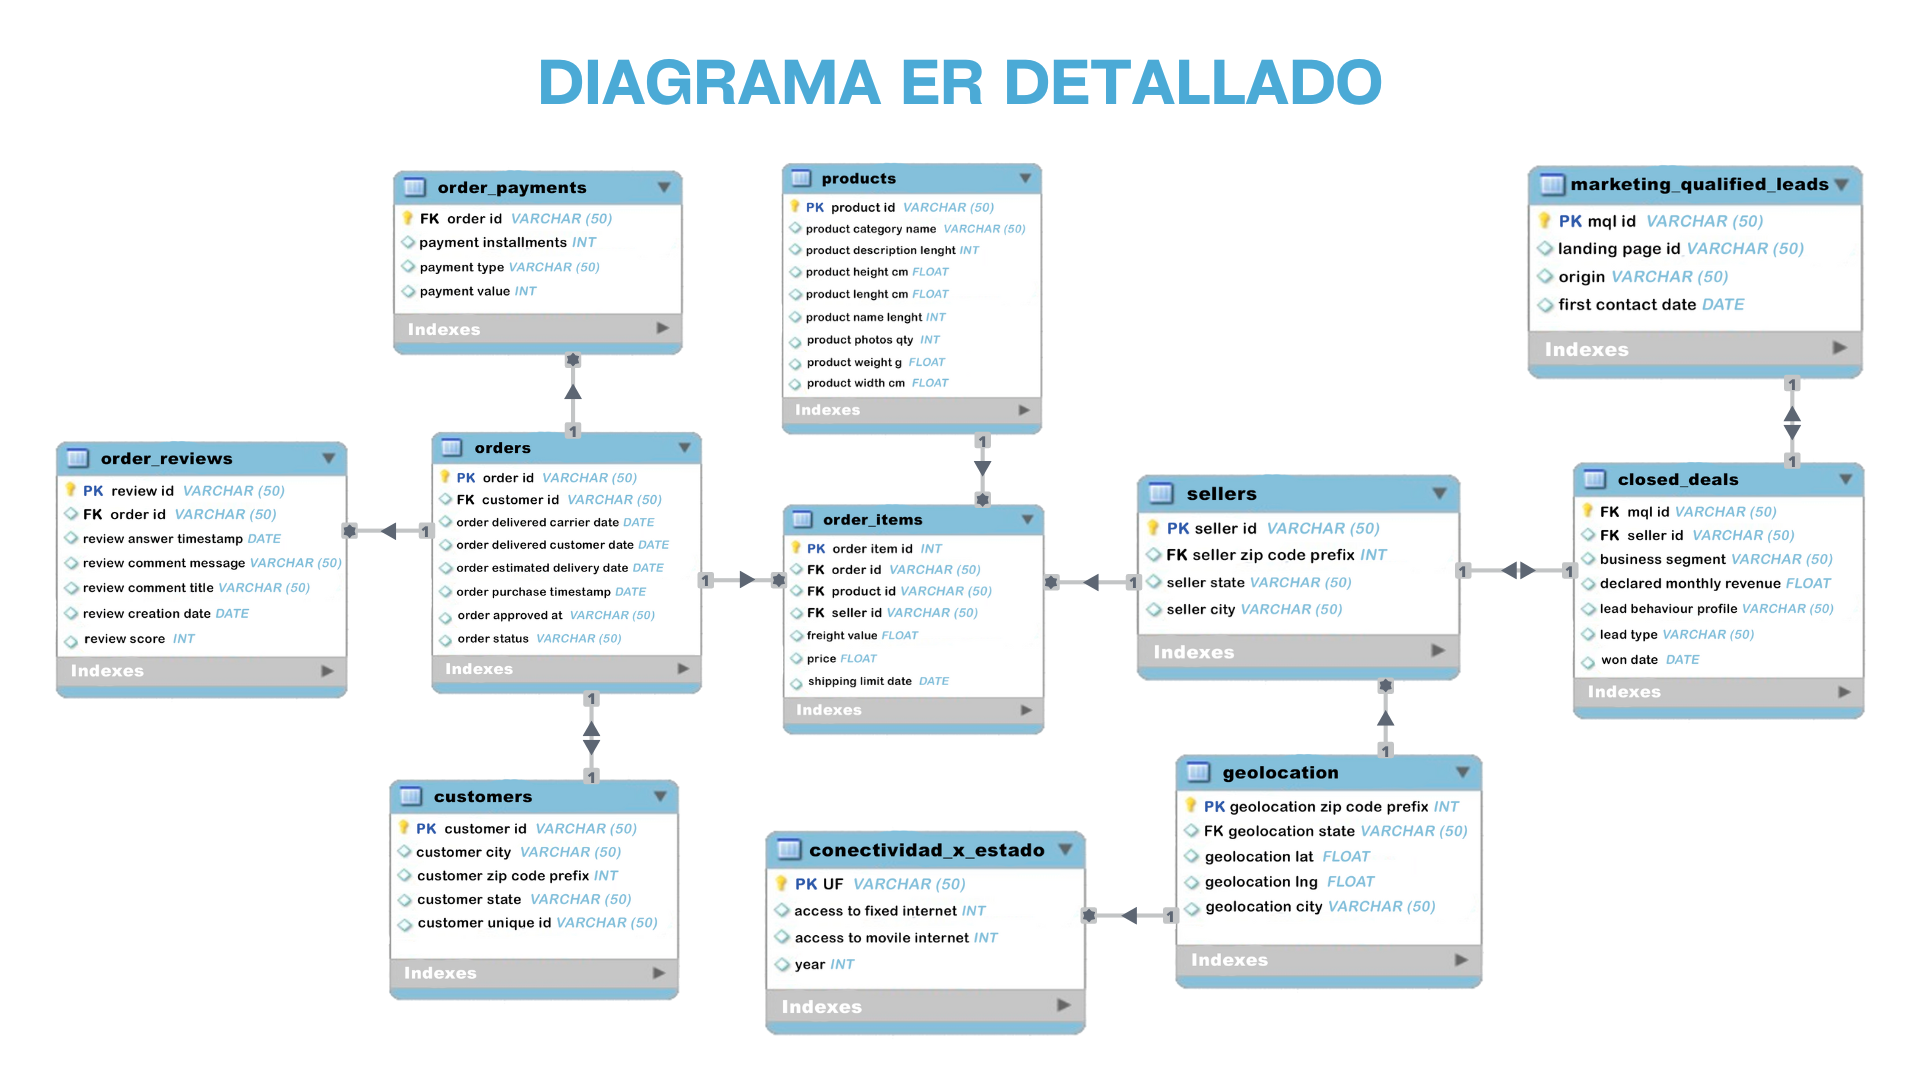 DIAGRAMA ER DETALLADO
order_payments
FK order id VARCHAR (50)
payment installments INT
payment type VARCHAR (50)
payment value INT
Indexes
products
PK product id VARCHAR (50)
product category name VARCHAR (50)
product description lenght INT
product height cm FLOAT
product lenght cm FLOAT
product name lenght INT
product photos qty INT
product weight g FLOAT
product width cm FLOAT
Indexes
marketing_qualified_leads
PK mql id VARCHAR (50)
landing page id VARCHAR (50)
origin VARCHAR (50)
first contact date DATE
Indexes
1
1
1
1
order_reviews
PK review id VARCHAR (50)
FK order id VARCHAR (50)
review answer timestamp DATE
review comment message VARCHAR (50)
review comment title VARCHAR (50)
review creation date DATE
review score INT
Indexes
1
orders
PK order id VARCHAR (50)
FK customer id VARCHAR (50)
order delivered carrier date DATE
order delivered customer date DATE
order estimated delivery date DATE
order purchase timestamp DATE
order approved at VARCHAR (50)
order status VARCHAR (50)
Indexes
1
order_items
PK order item id INT
FK order id VARCHAR (50)
FK product id VARCHAR (50)
FK seller id VARCHAR (50)
freight value FLOAT
price FLOAT
shipping limit date DATE
Indexes
1
sellers
PK seller id VARCHAR (50)
FK seller zip code prefix INT
seller state VARCHAR (50)
seller city VARCHAR (50)
Indexes
1
1
closed_deals
FK mql id VARCHAR (50)
FK seller id VARCHAR (50)
business segment VARCHAR (50)
declared monthly revenue FLOAT
lead behaviour profile VARCHAR (50)
lead type VARCHAR (50)
won date DATE
Indexes
1
1
1
customers
PK customer id VARCHAR (50)
customer city VARCHAR (50)
customer zip code prefix INT
customer state VARCHAR (50)
customer unique id VARCHAR (50)
Indexes
conectividad_x_estado
PK UF VARCHAR (50)
access to fixed internet INT
access to movile internet INT
year INT
Indexes
1
geolocation
PK geolocation zip code prefix INT
FK geolocation state VARCHAR (50)
geolocation lat FLOAT
geolocation lng FLOAT
geolocation city VARCHAR (50)
Indexes